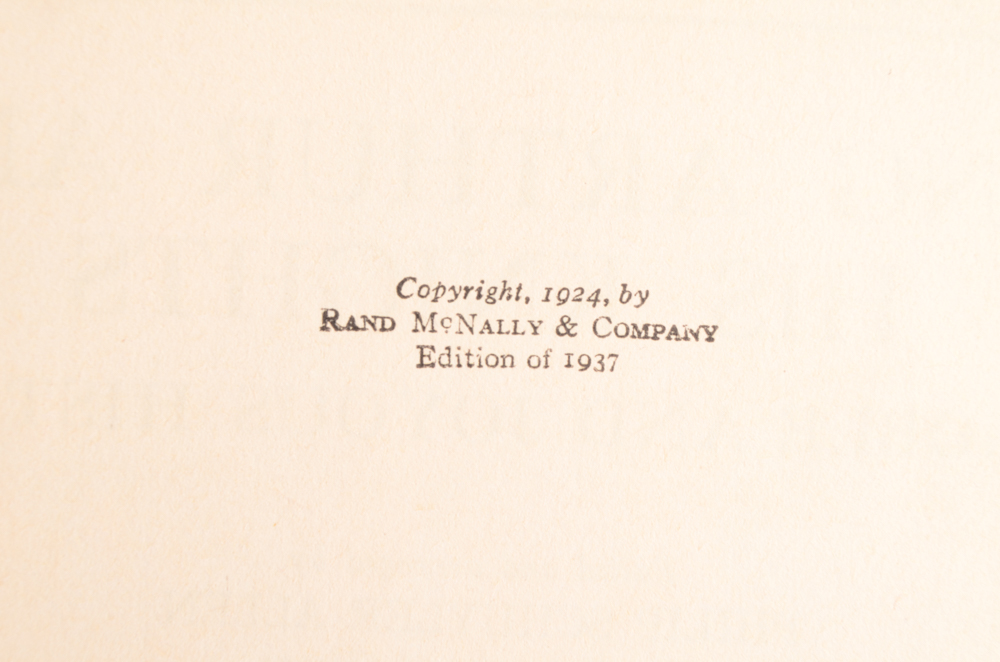 Copyright, 1924, by
RAND McNALLY & COMPANY
Edition of 1937